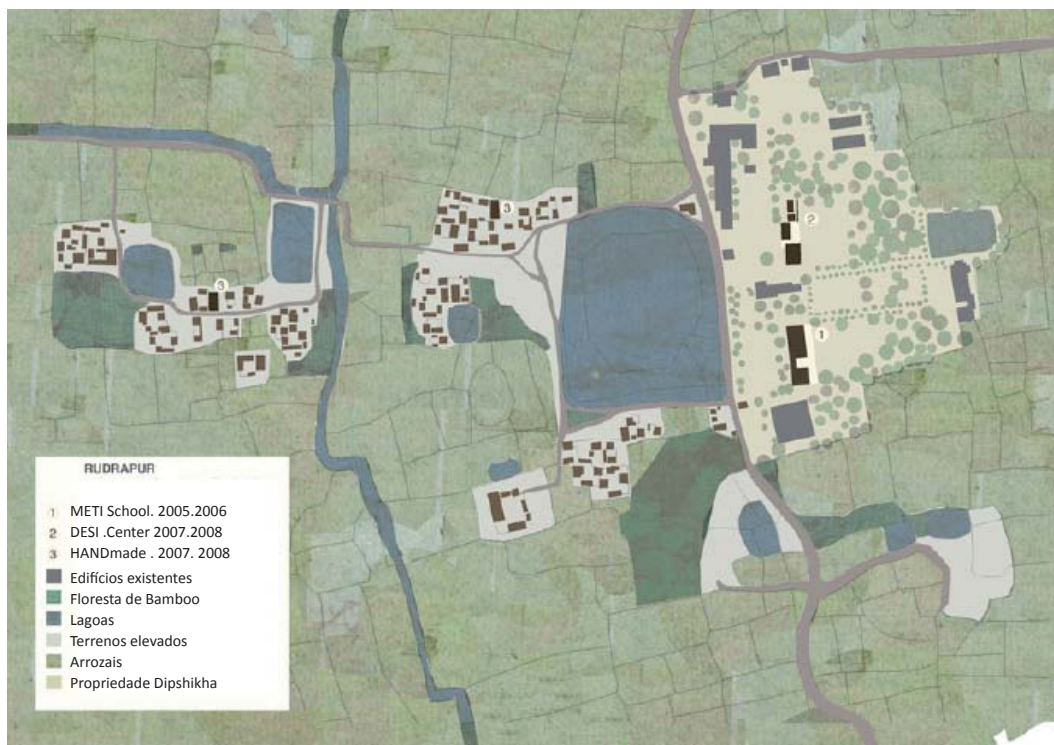 3
2
3
1
RUDRAPUR
1 METI School. 2005.2006
2 DESI .Center 2007.2008
3 HANDmade . 2007. 2008
Edifícios existentes
Floresta de Bamboo
Lagoas
Terrenos elevados
Arrozais
Propriedade Dipshikha